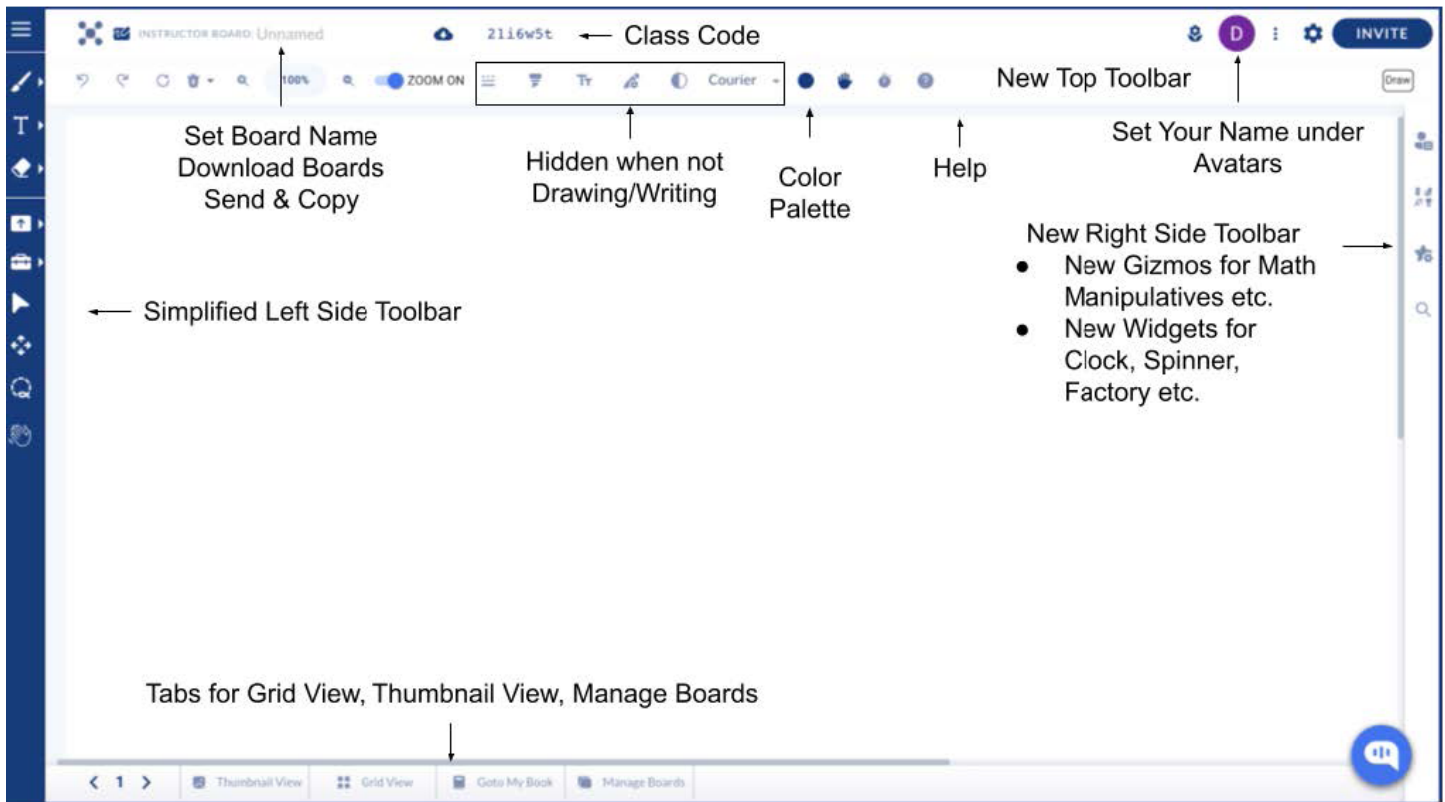 INSTRUCTOR BOARD: Unnamed
21i6w5t
Class Code
D
INVITE
100%
ZOOM ON
Tт
Courier
New Top Toolbar
Draw
T
Set Board Name
Download Boards
Send & Copy
Hidden when not
Drawing/Writing
Color
Palette
Help
Set Your Name under
Avatars
New Right Side Toolbar
● New Gizmos for Math
Manipulatives etc.
● New Widgets for
Clock, Spinner,
Factory etc.
Simplified Left Side Toolbar
Tabs for Grid View, Thumbnail View, Manage Boards
< 1 >
Thumbnail View
Grid View
Goto My Book
Manage Boards